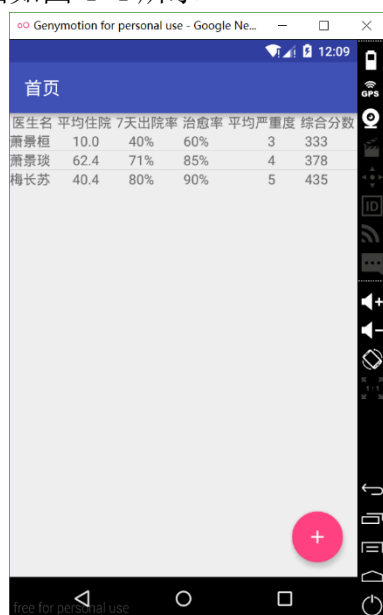 Genymotion for personal use - Google Ne...
12:09
首页
GPS
医生名 平均住院 7天出院率 治愈率 平均严重度 综合分数
萧景桓 10.0 40% 60% 3 333
萧景琰 62.4 71% 85% 4 378
梅长苏 40.4 80% 90% 5 435
ID
1:1
+
free for personal use